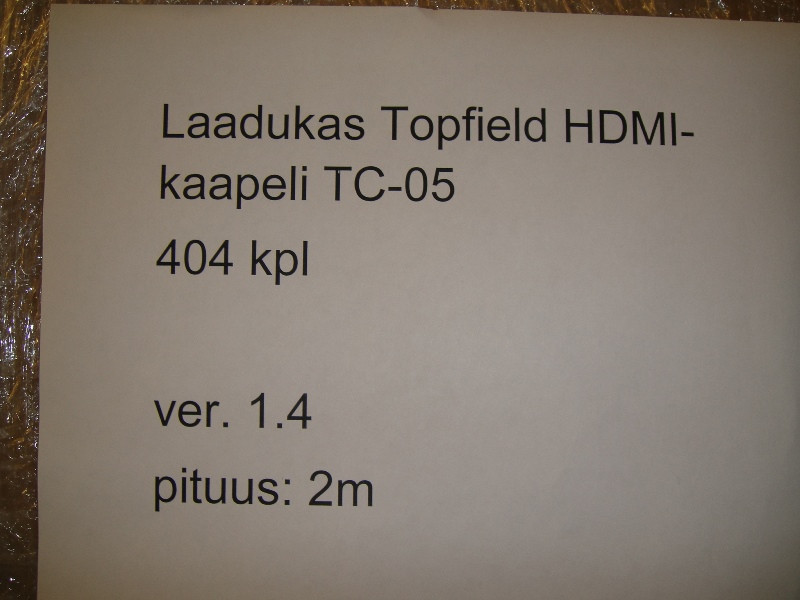 Laadukas Topfield HDMI-
kaapeli TC-05
404 kpl
ver. 1.4
pituus: 2m